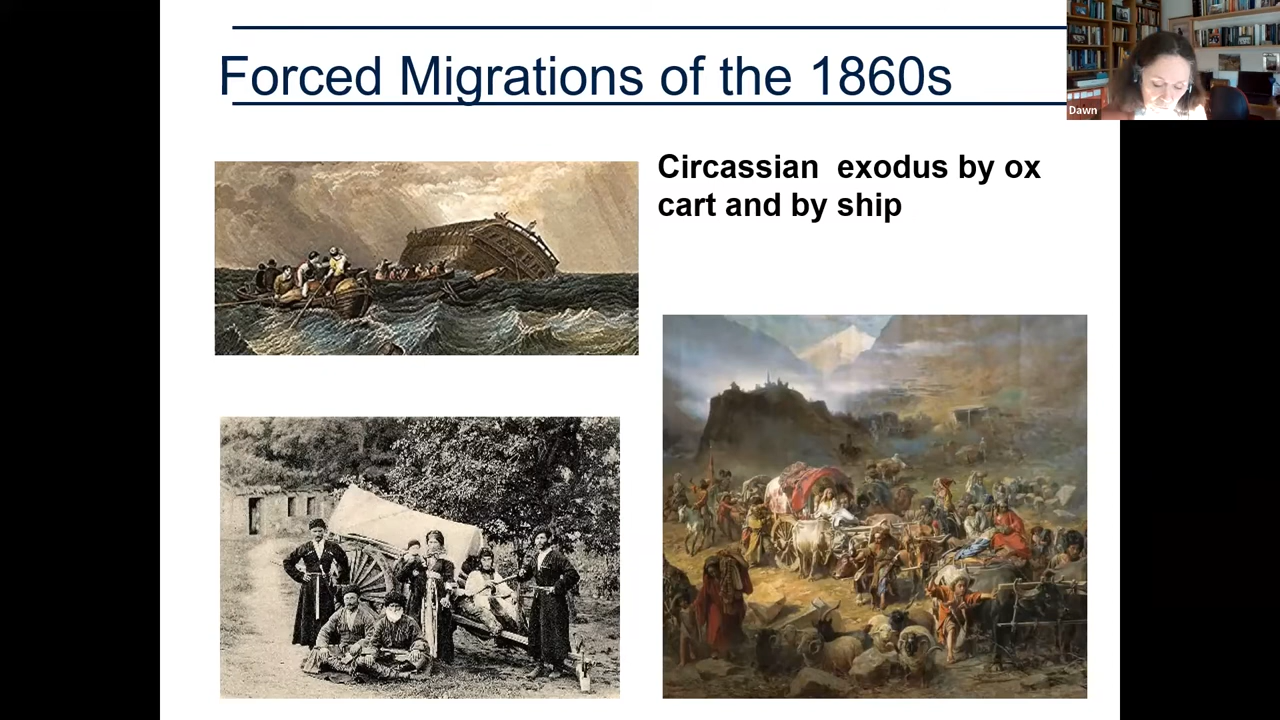 Forced Migrations of the 1860s
Dawn
Circassian  exodus by ox
cart and by ship